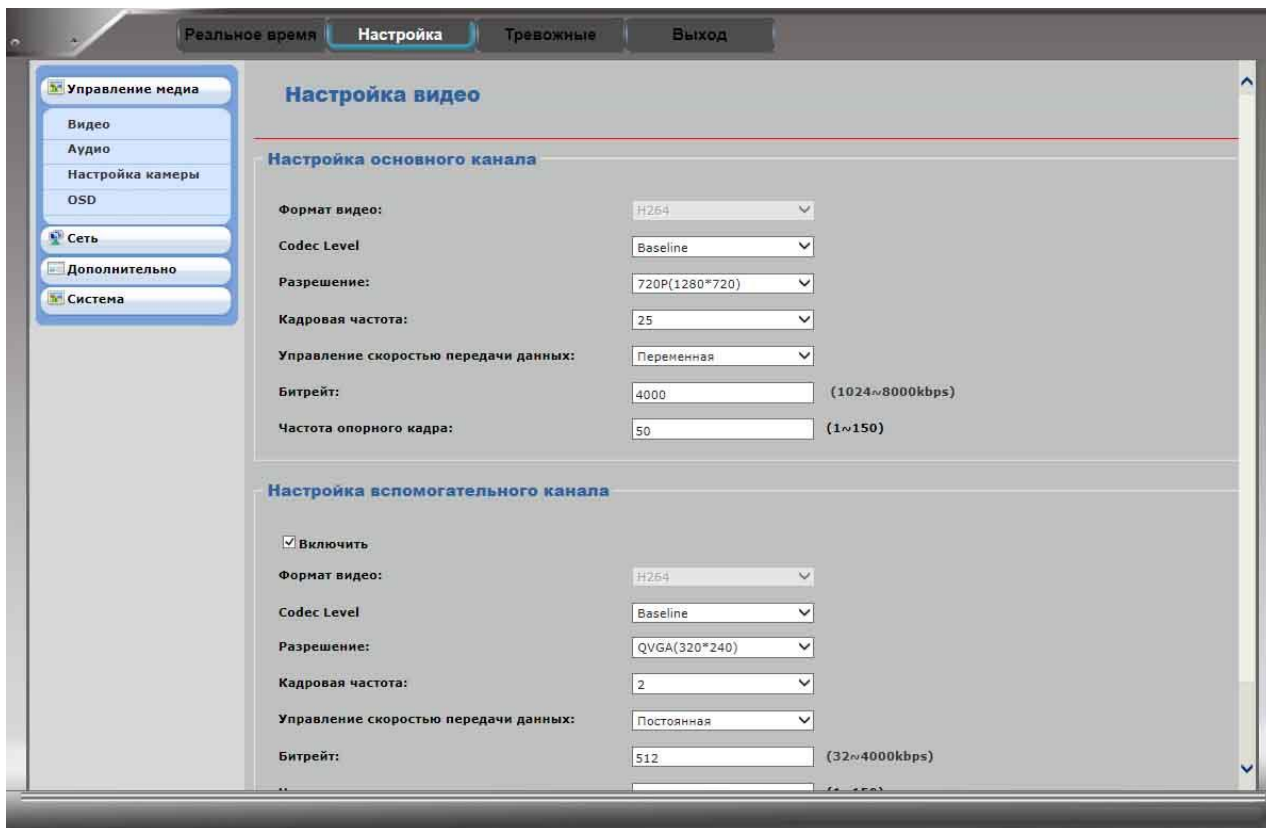 Реальное время Настройка Тревожные Выход
Управление медиа
Видео
Аудио
Настройка камеры
OSD
Сеть
Дополнительно
Система
Настройка видео
Настройка основного канала
Формат видео: H264
Codec Level Baseline
Разрешение: 720P(1280*720)
Кадровая частота: 25
Управление скоростью передачи данных: Переменная
Битрейт: 4000 (1024~8000kbps)
Частота опорного кадра: 50 (1~150)
Настройка вспомогательного канала
Включить
Формат видео: H264
Codec Level Baseline
Разрешение: QVGA(320*240)
Кадровая частота: 2
Управление скоростью передачи данных: Постоянная
Битрейт: 512 (32~4000kbps)